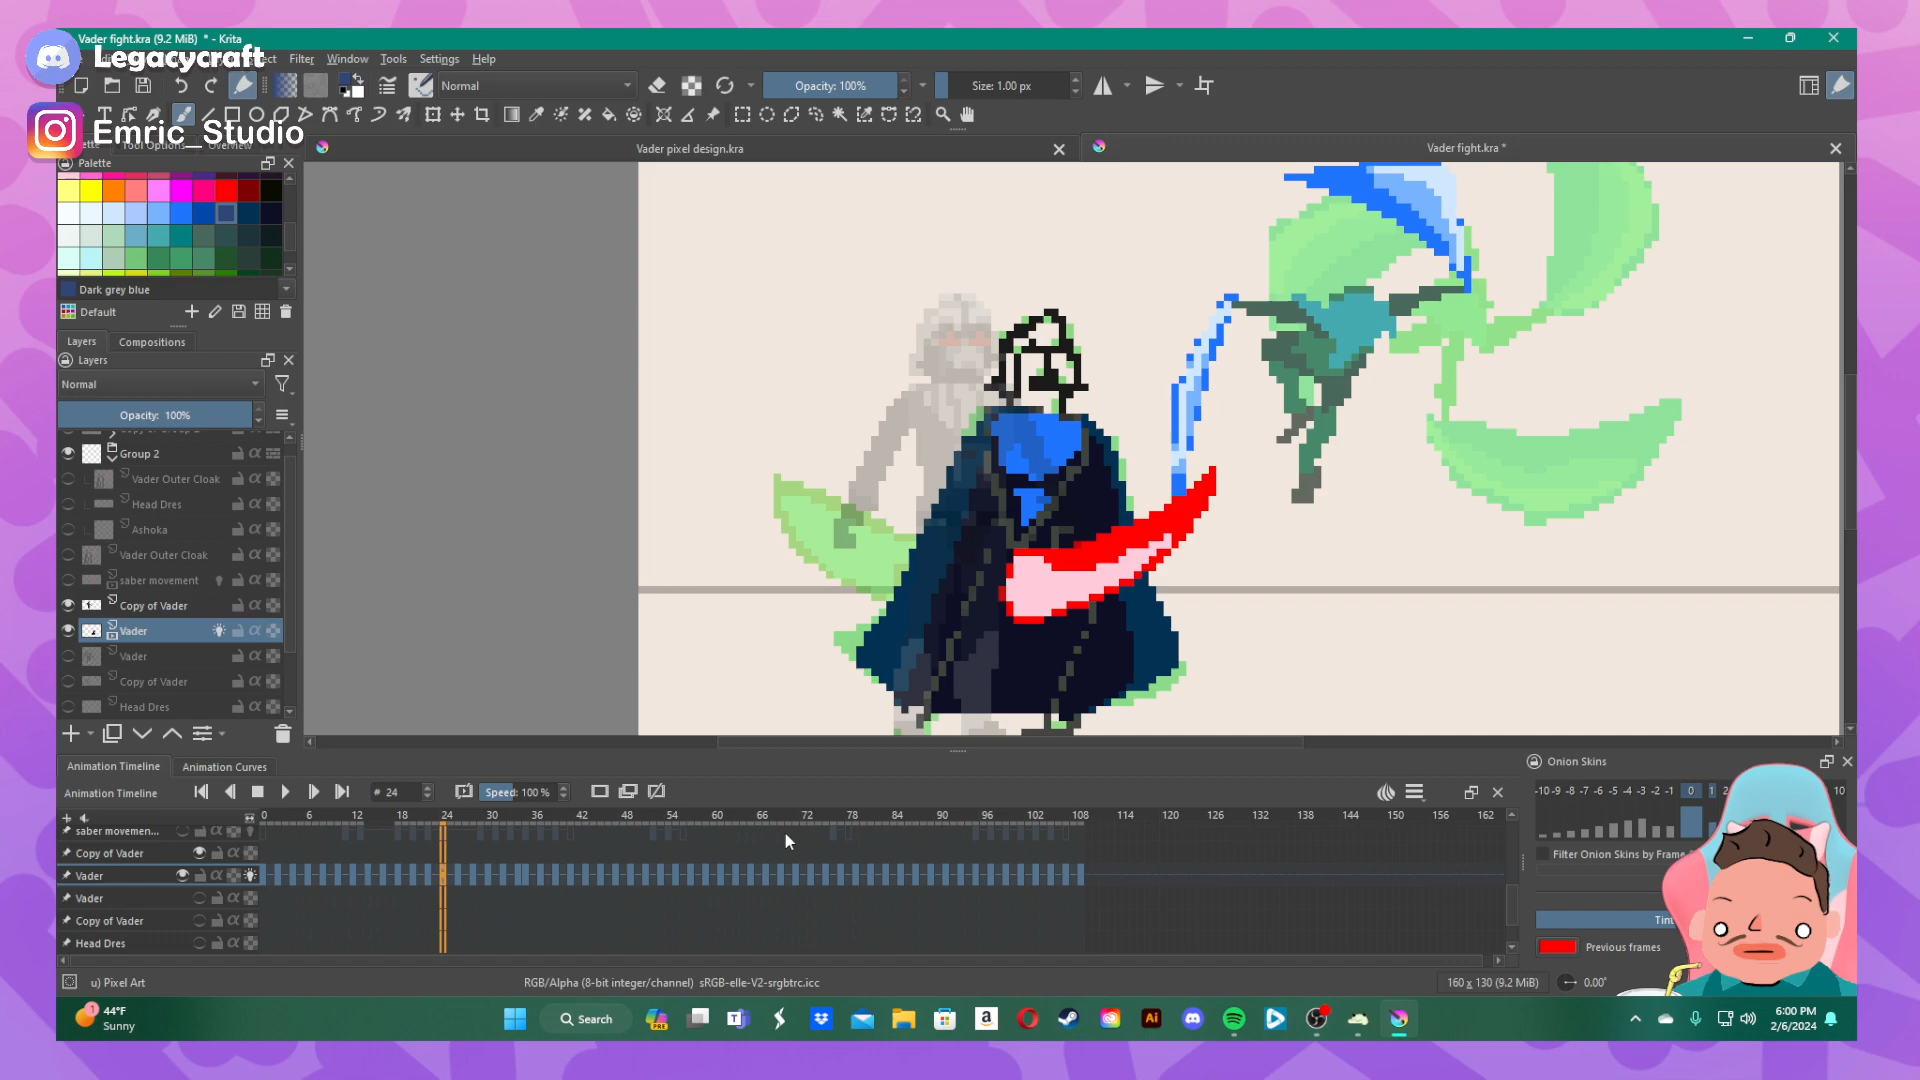 Vader fight.kra (9.2 MiB) * - Krita
Legacycraft
Filter Window Tools Settings Help
Normal
Opacity: 100%
Size: 1.00 px
Emric_Studio
Tool Options
Overview
Vader pixel design.kra
Vader fight.kra *
Palette
Dark grey blue
Default
Layers Compositions
Layers
Normal
Opacity: 100%
Group 2
Vader Outer Cloak
Head Dres
Ashoka
Vader Outer Cloak
saber movement
Copy of Vader
Vader
Vader
Copy of Vader
Head Dres
Animation Timeline Animation Curves
Animation Timeline
# 24
Speed: 100 %
Onion Skins
-10 -9 -8 -7 -6 -5 -4 -3 -2 -1 0 1 2 10
0 6 12 18 24 30 36 42 48 54 60 66 72 78 84 90 96 102 108 114 120 126 132 138 144 150 156 162
saber movemen...
Copy of Vader
Vader
Vader
Copy of Vader
Head Dres
Filter Onion Skins by Frame
Previous frames
u) Pixel Art
RGB/Alpha (8-bit integer/channel) sRGB-elle-V2-srgbtrc.icc
160 x 130 (9.2 MiB)
0.00°
1
44°F
Sunny
Search
PRE
6:00 PM
2/6/2024